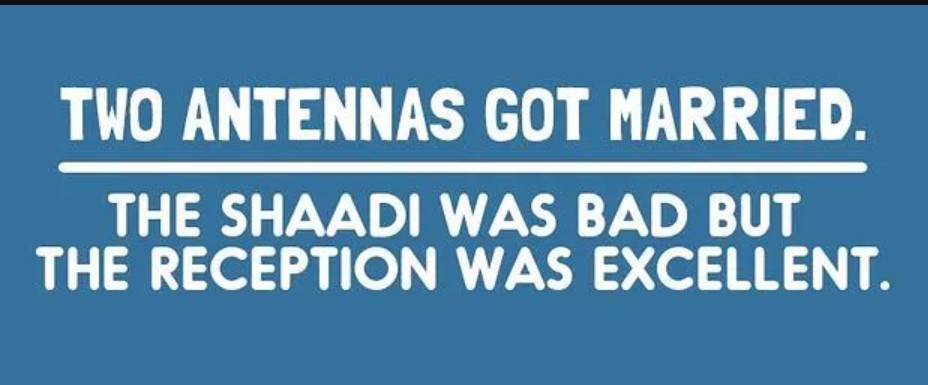 TWO ANTENNAS GOT MARRIED.
THE SHAADI WAS BAD BUT
THE RECEPTION WAS EXCELLENT.